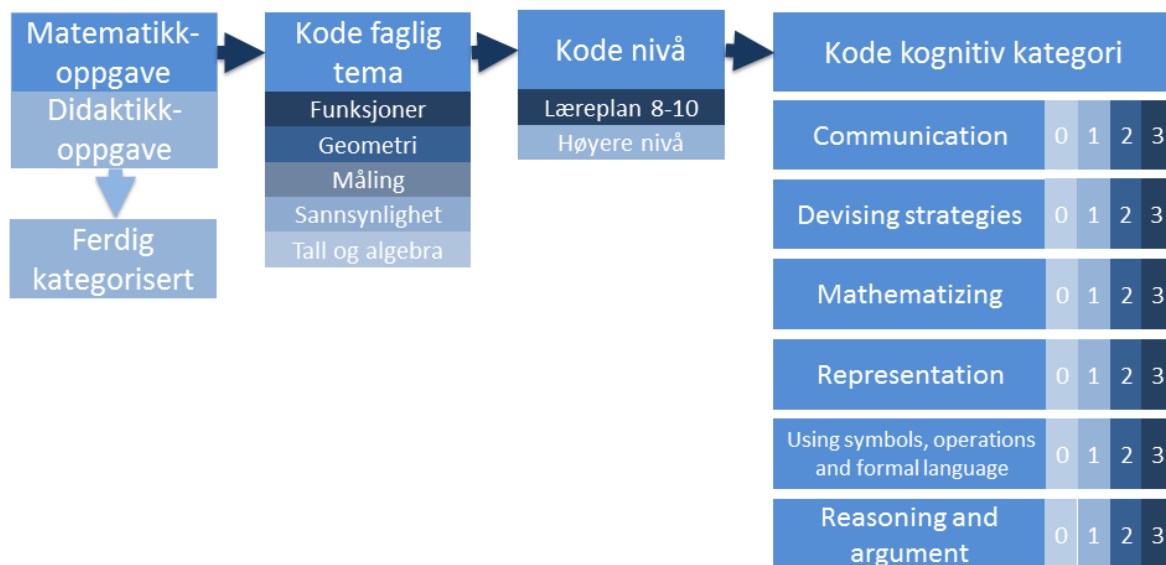 Matematikk-
oppgave
Didaktikk-
oppgave
Ferdig
kategorisert
Kode faglig
tema
Funksjoner
Geometri
Måling
Sannsynlighet
Tall og algebra
Kode nivå
Læreplan 8-10
Høyere nivå
Kode kognitiv kategori
Communication 0 1 2 3
Devising strategies 0 1 2 3
Mathematizing 0 1 2 3
Representation 0 1 2 3
Using symbols, operations
and formal language 0 1 2 3
Reasoning and
argument 0 1 2 3